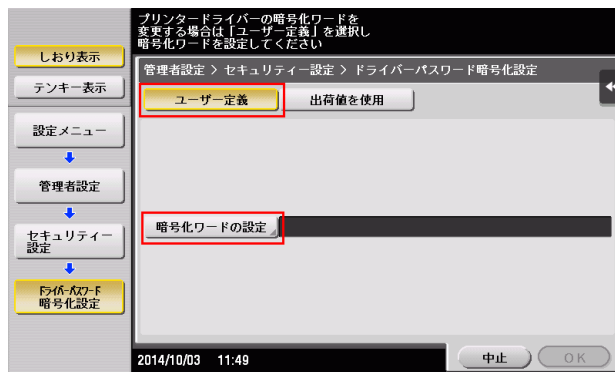 プリンタードライバーの暗号化ワードを
変更する場合は「ユーザー定義」を選択し
暗号化ワードを設定してください
しおり表示
テンキー表示
設定メニュー
管理者設定
セキュリティー
設定
ドライバーパスワード
暗号化設定
管理者設定 > セキュリティー設定 > ドライバーパスワード暗号化設定
ユーザー定義
出荷値を使用
暗号化ワードの設定
2014/10/03 11:49
中止
OK